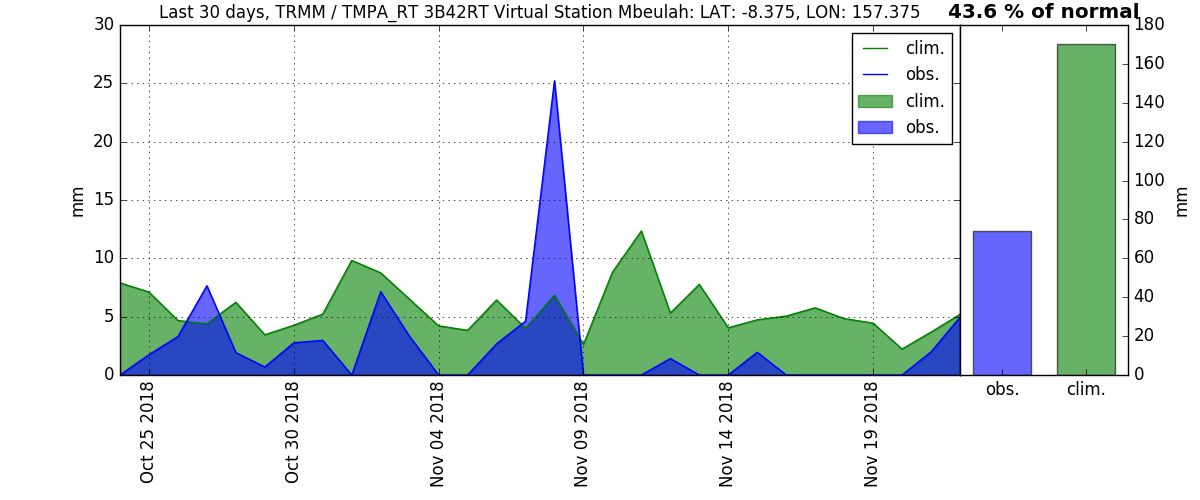 Last 30 days, TRMM / TMPA_RT 3B42RT Virtual Station Mbeulah: LAT: -8.375, LON: 157.375
43.6 % of normal
30
25
20
15
10
5
0
mm
clim.
obs.
clim.
obs.
Oct 25 2018
Oct 30 2018
Nov 04 2018
Nov 09 2018
Nov 14 2018
Nov 19 2018
180
160
140
120
100
80
60
40
20
0
mm
obs.
clim.